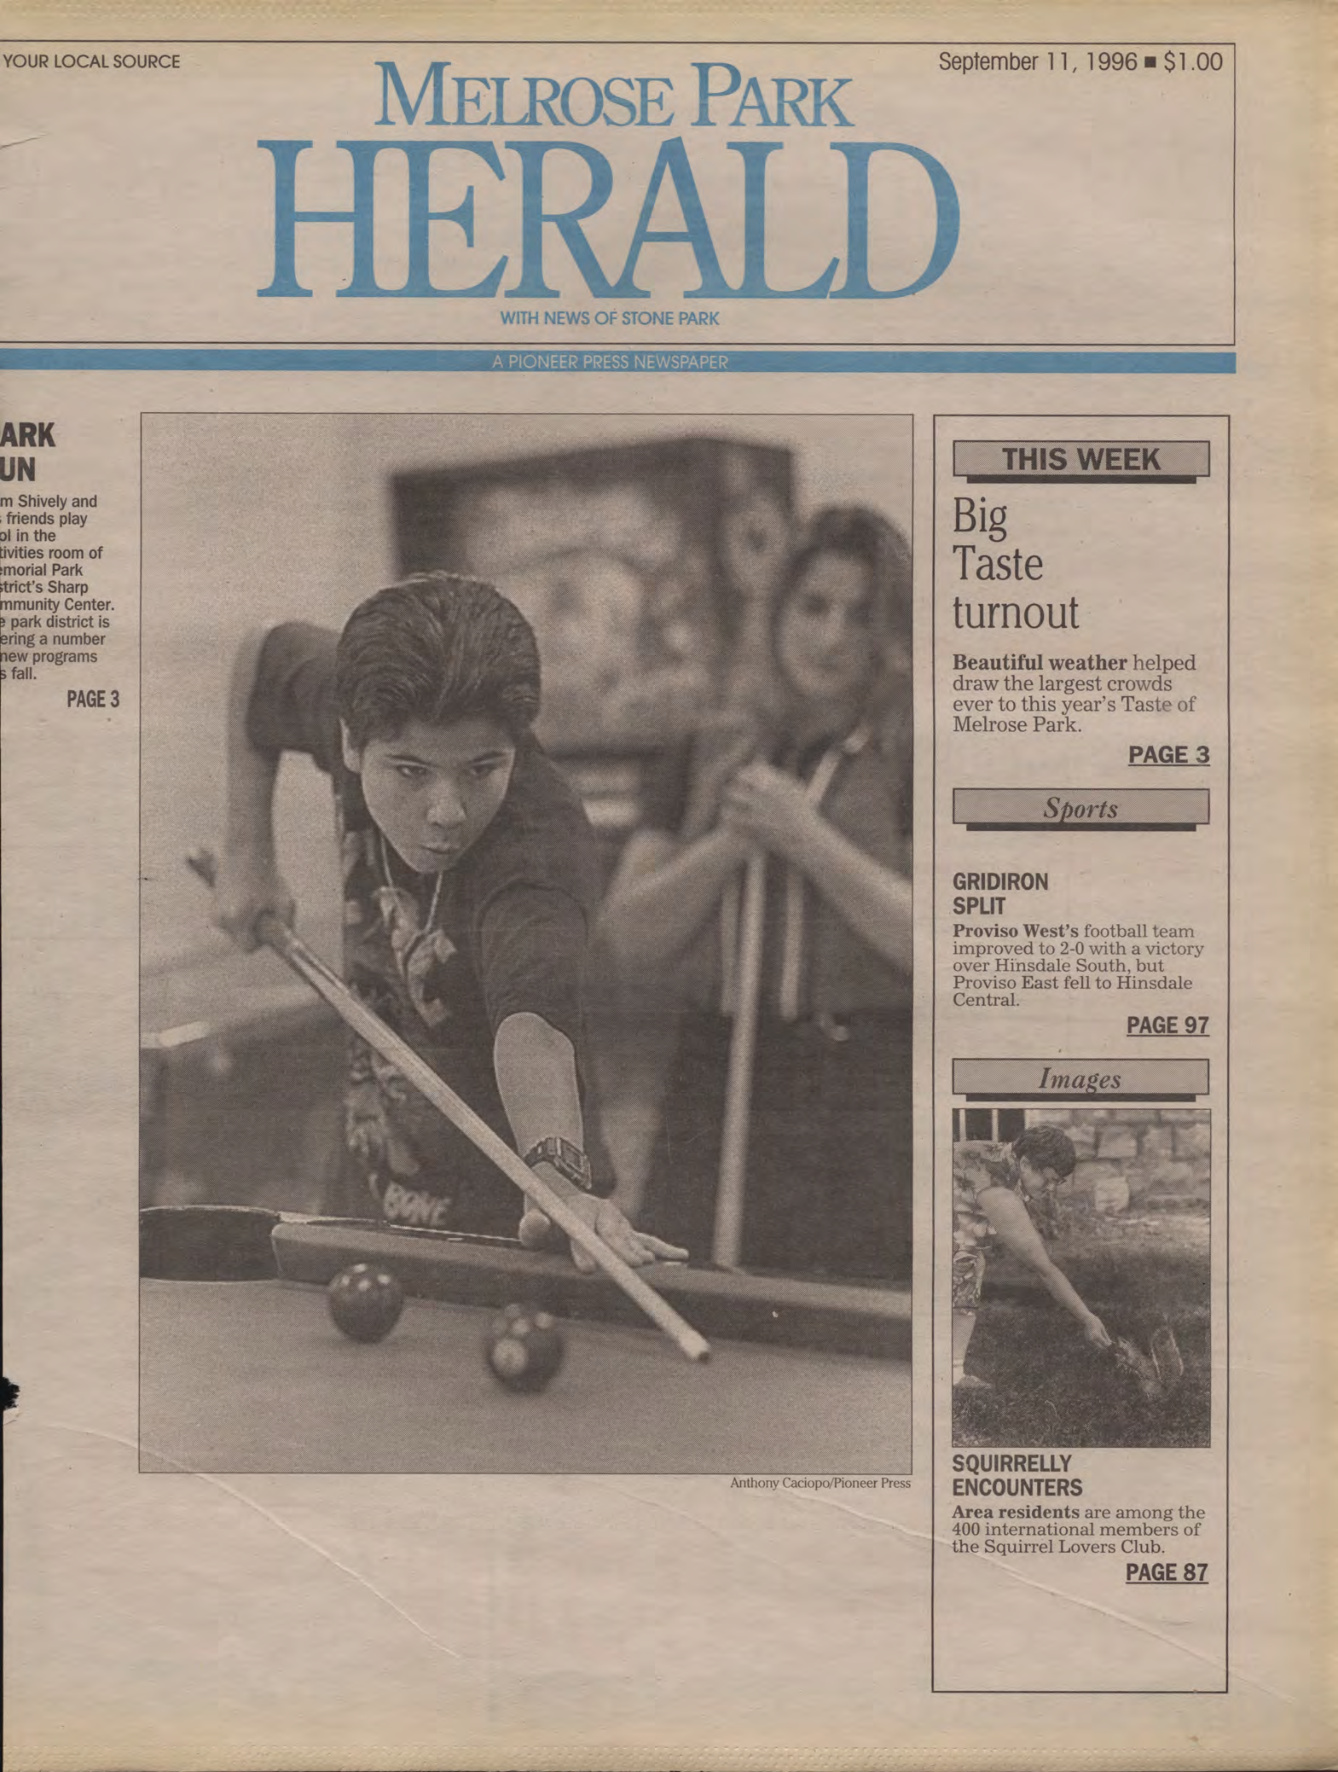 YOUR LOCAL SOURCE
September 11, 1996 ■ $1.00
MELROSE PARK
HERALD
WITH NEWS OF STONE PARK
A PIONEER PRESS NEWSPAPER
ARK
UN
m Shively and
friends play
ol in the
tivities room of
morial Park
trict's Sharp
mmunity Center.
e park district is
ering a number
new programs
s fall.
PAGE 3
BONE
Anthony Caciopo/Pioneer Press
THIS WEEK
Big
Taste
turnout
Beautiful weather helped
draw the largest crowds
ever to this year's Taste of
Melrose Park.
PAGE 3
Sports
GRIDIRON
SPLIT
Proviso West's football team
improved to 2-0 with a victory
over Hinsdale South, but
Proviso East fell to Hinsdale
Central.
PAGE 97
Images
SQUIRRELLY
ENCOUNTERS
Area residents are among the
400 international members of
the Squirrel Lovers Club.
PAGE 87